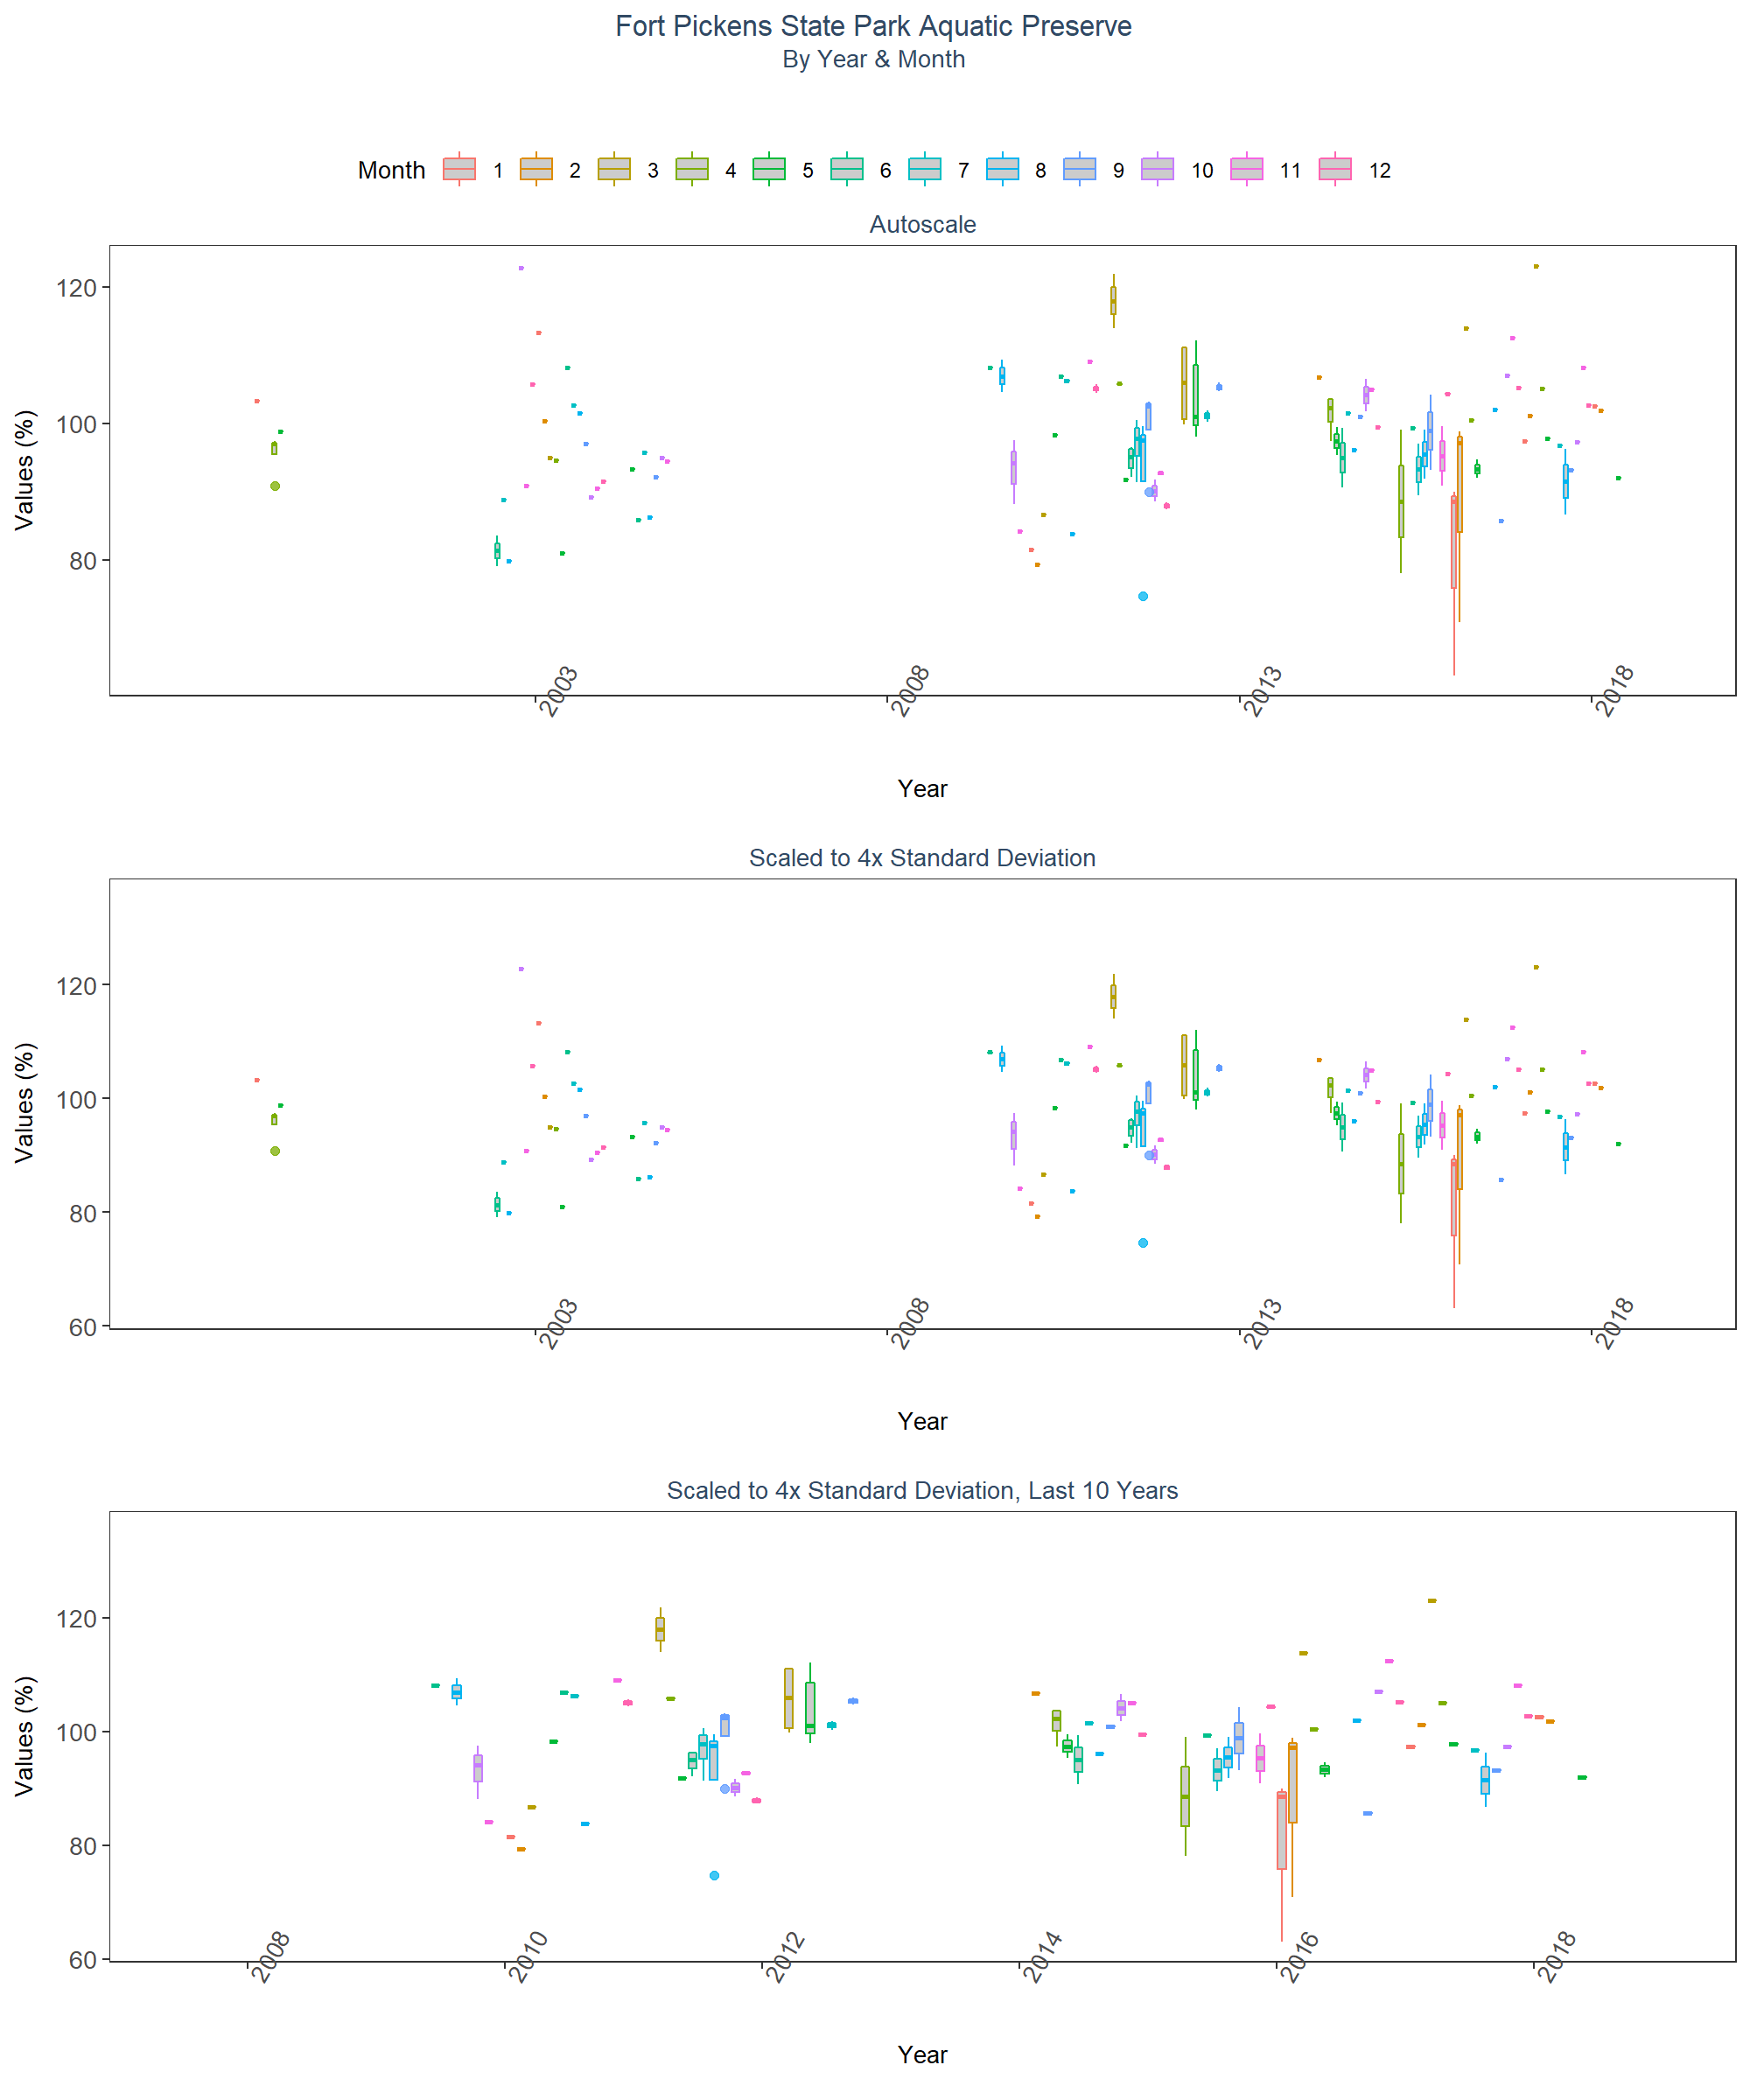 Fort Pickens State Park Aquatic Preserve
By Year & Month
Month 1 2 3 4 5 6 7 8 9 10 11 12
Autoscale
Values (%)
120
100
80
2003 2008 2013 2018
Year
Scaled to 4x Standard Deviation
Values (%)
120
100
80
60
2003 2008 2013 2018
Year
Scaled to 4x Standard Deviation, Last 10 Years
Values (%)
120
100
80
60
2008 2010 2012 2014 2016 2018
Year